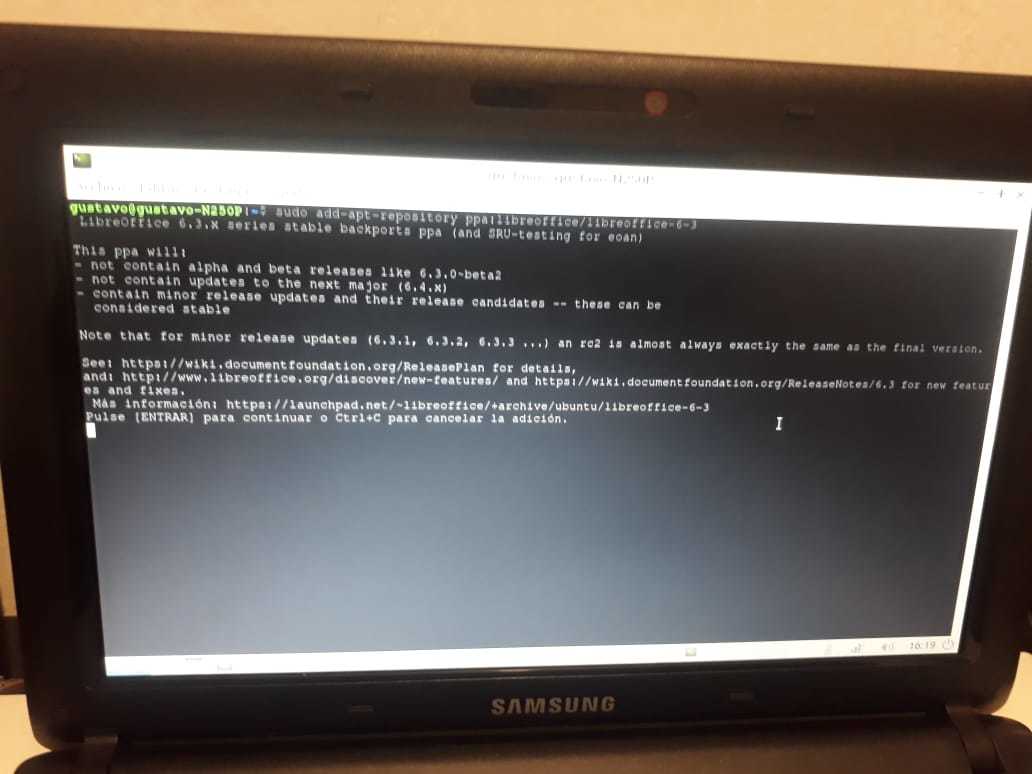 gustavo@gustavo-N250P:~$ sudo add-apt-repository ppa:libreoffice/libreoffice-6-3
LibreOffice 6.3.x series stable backports ppa (and SRU-testing for eoan)
This ppa will:
- not contain alpha and beta releases like 6.3.0~beta2
- not contain updates to the next major (6.4.x)
- contain minor release updates and their release candidates -- these can be
considered stable
Note that for minor release updates (6.3.1, 6.3.2, 6.3.3 ...) an rc2 is almost always exactly the same as the final version.
See: https://wiki.documentfoundation.org/ReleasePlan for details,
and: http://www.libreoffice.org/discover/new-features/ and https://wiki.documentfoundation.org/ReleaseNotes/6.3 for new featur
es and fixes.
Más información: https://launchpad.net/~libreoffice/+archive/ubuntu/libreoffice-6-3
Pulse [ENTRAR] para continuar o Ctrl+C para cancelar la adición.
16:19
SAMSUNG